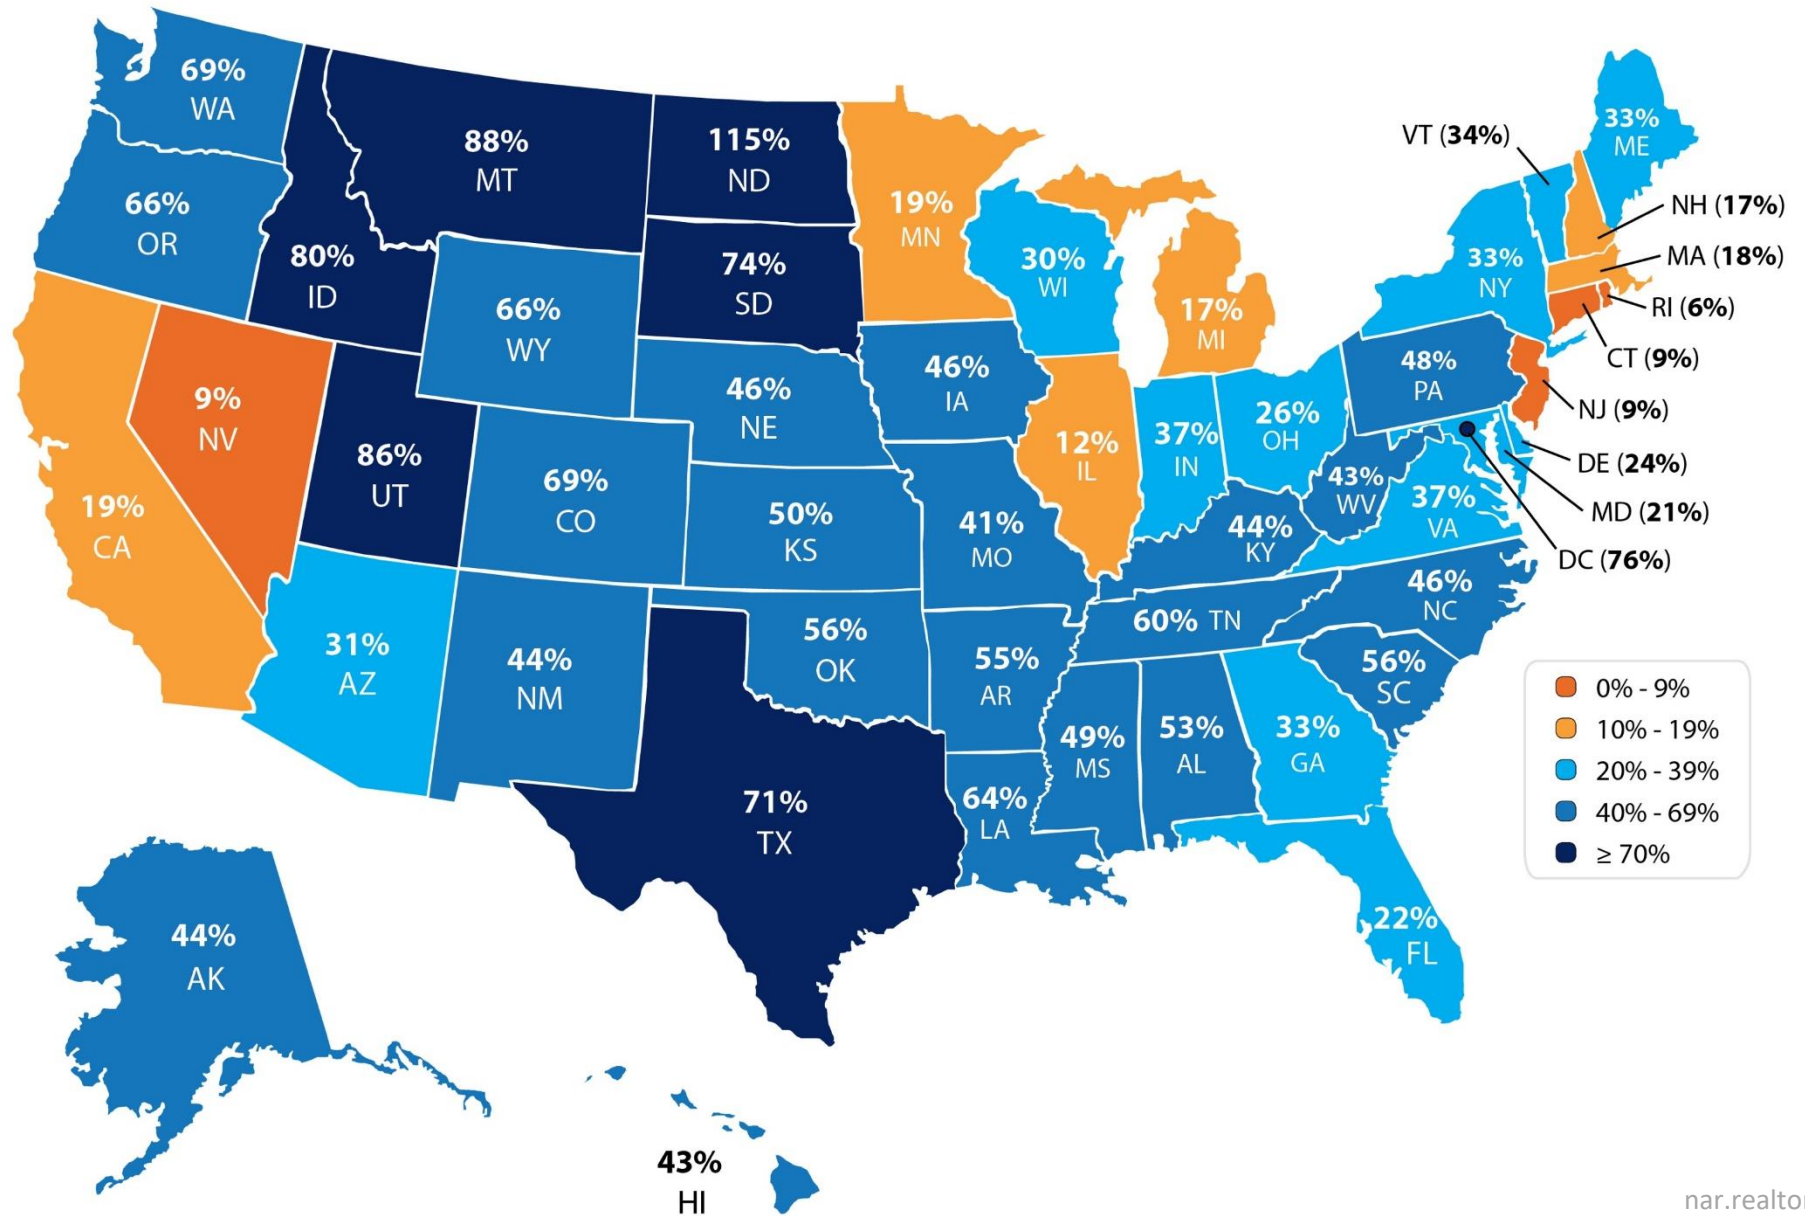 69%
WA
88%
MT
115%
ND
66%
OR
80%
ID
74%
SD
66%
WY
19%
MN
30%
WI
17%
MI
33%
ME
VT (34%)
NH (17%)
MA (18%)
33%
NY
RI (6%)
CT (9%)
NJ (9%)
DE (24%)
MD (21%)
DC (76%)
9%
NV
86%
UT
46%
NE
46%
IA
48%
PA
12%
IL
37%
IN
26%
OH
19%
CA
69%
CO
50%
KS
41%
MO
44%
KY
43%
WV
37%
VA
46%
NC
60% TN
31%
AZ
44%
NM
56%
OK
55%
AR
56%
SC
49%
MS
53%
AL
33%
GA
64%
LA
71%
TX
22%
FL
44%
AK
43%
HI
0% - 9%
10% - 19%
20% - 39%
40% - 69%
≥ 70%
nar.realtor